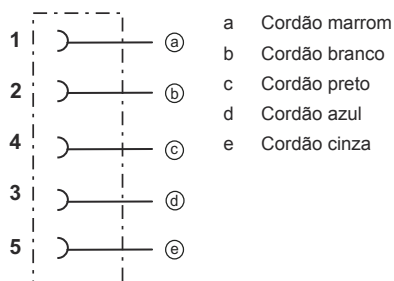 1 a
2 b
4 c
3 d
5 e
a Cordão marrom
b Cordão branco
c Cordão preto
d Cordão azul
e Cordão cinza